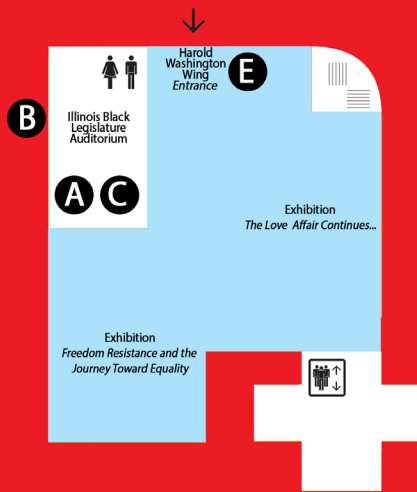 Harold
Washington
Wing
Entrance
E
B
Illinois Black
Legislature
Auditorium
A C
Exhibition
The Love Affair Continues...
Exhibition
Freedom Resistance and the
Journey Toward Equality